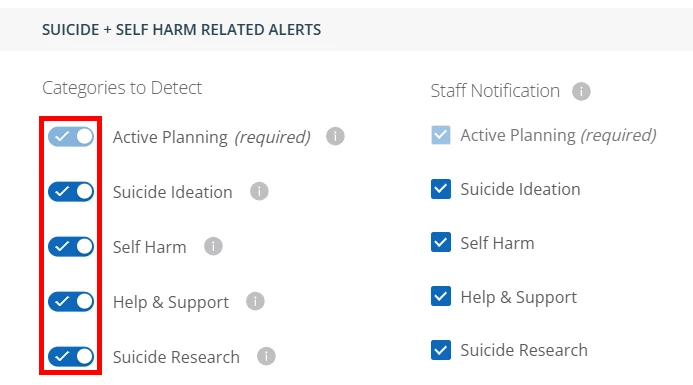 SUICIDE + SELF HARM RELATED ALERTS
Categories to Detect
Active Planning (required)
Suicide Ideation
Self Harm
Help & Support
Suicide Research
Staff Notification
Active Planning (required)
Suicide Ideation
Self Harm
Help & Support
Suicide Research